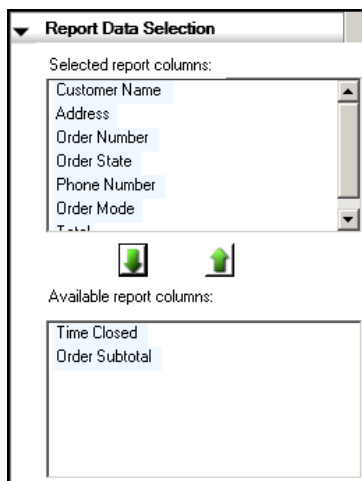 Report Data Selection
Selected report columns:
Customer Name
Address
Order Number
Order State
Phone Number
Order Mode
Total
Available report columns:
Time Closed
Order Subtotal